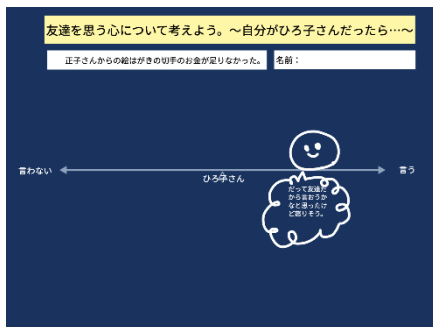 友達を思う心について考えよう。～自分がひろ子さんだったら…～
正子さんからの絵はがきの切手のお金が足りなかった。
名前：
言わない
言う
ひろ子さん
だって友達だ
から言おうか
なと思ったけ
ど怒りそう。